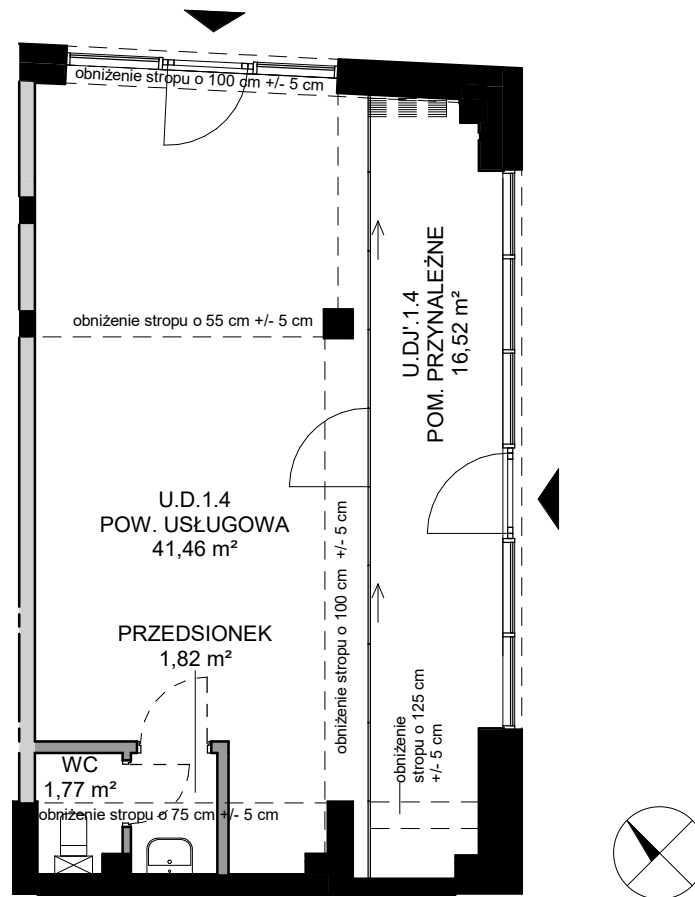 obniżenie stropu o 100 cm +/- 5 cm
U.DJ'.1.4
POM. PRZYNALEŻNE
16,52 m²
obniżenie stropu o 55 cm +/- 5 cm
U.D.1.4
POW. USŁUGOWA
41,46 m²
obniżenie stropu o 100 cm +/- 5 cm
PRZEDSIONEK
1,82 m²
obniżenie
stropu o 125 cm
+/- 5 cm
WC
1,77 m²
obniżenie stropu o 75 cm +/- 5 cm